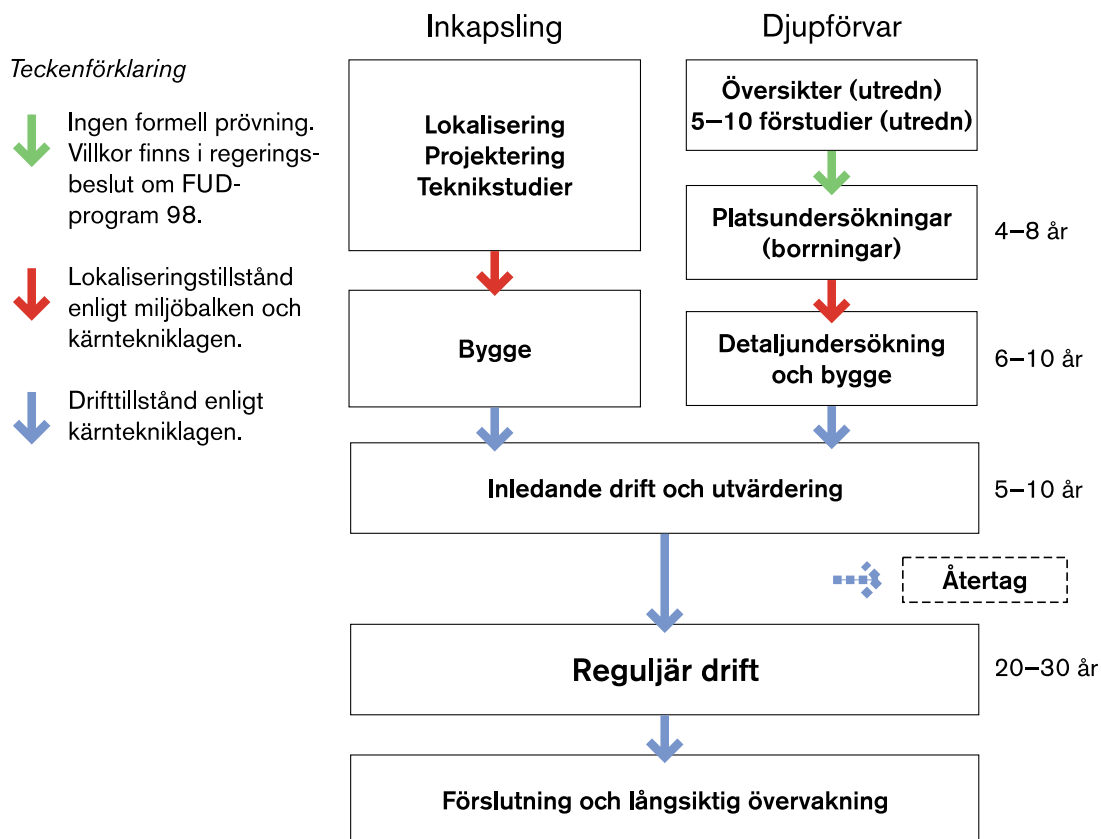 Inkapsling
Djupförvar
Teckenförklaring
Ingen formell prövning.
Villkor finns i regerings-
beslut om FUD-
program 98.
Lokaliseringstillstånd
enligt miljöbalken och
kärntekniklagen.
Drifttillstånd enligt
kärntekniklagen.
Lokalisering
Projektering
Teknikstudier
Översikter (utredn)
5–10 förstudier (utredn)
Platsundersökningar
(borrningar)
4–8 år
Bygge
Detaljundersökning
och bygge
6–10 år
Inledande drift och utvärdering
5–10 år
Återtag
Reguljär drift
20–30 år
Förslutning och långsiktig övervakning